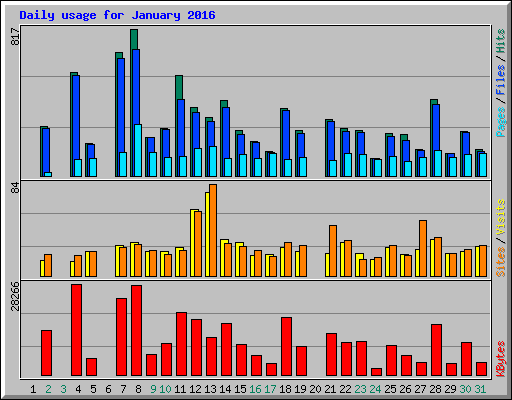 Daily usage for January 2016
817
Pages / Files / Hits
84
Sites / Visits
28266
KBytes
1 2 3 4 5 6 7 8 9 10 11 12 13 14 15 16 17 18 19 20 21 22 23 24 25 26 27 28 29 30 31